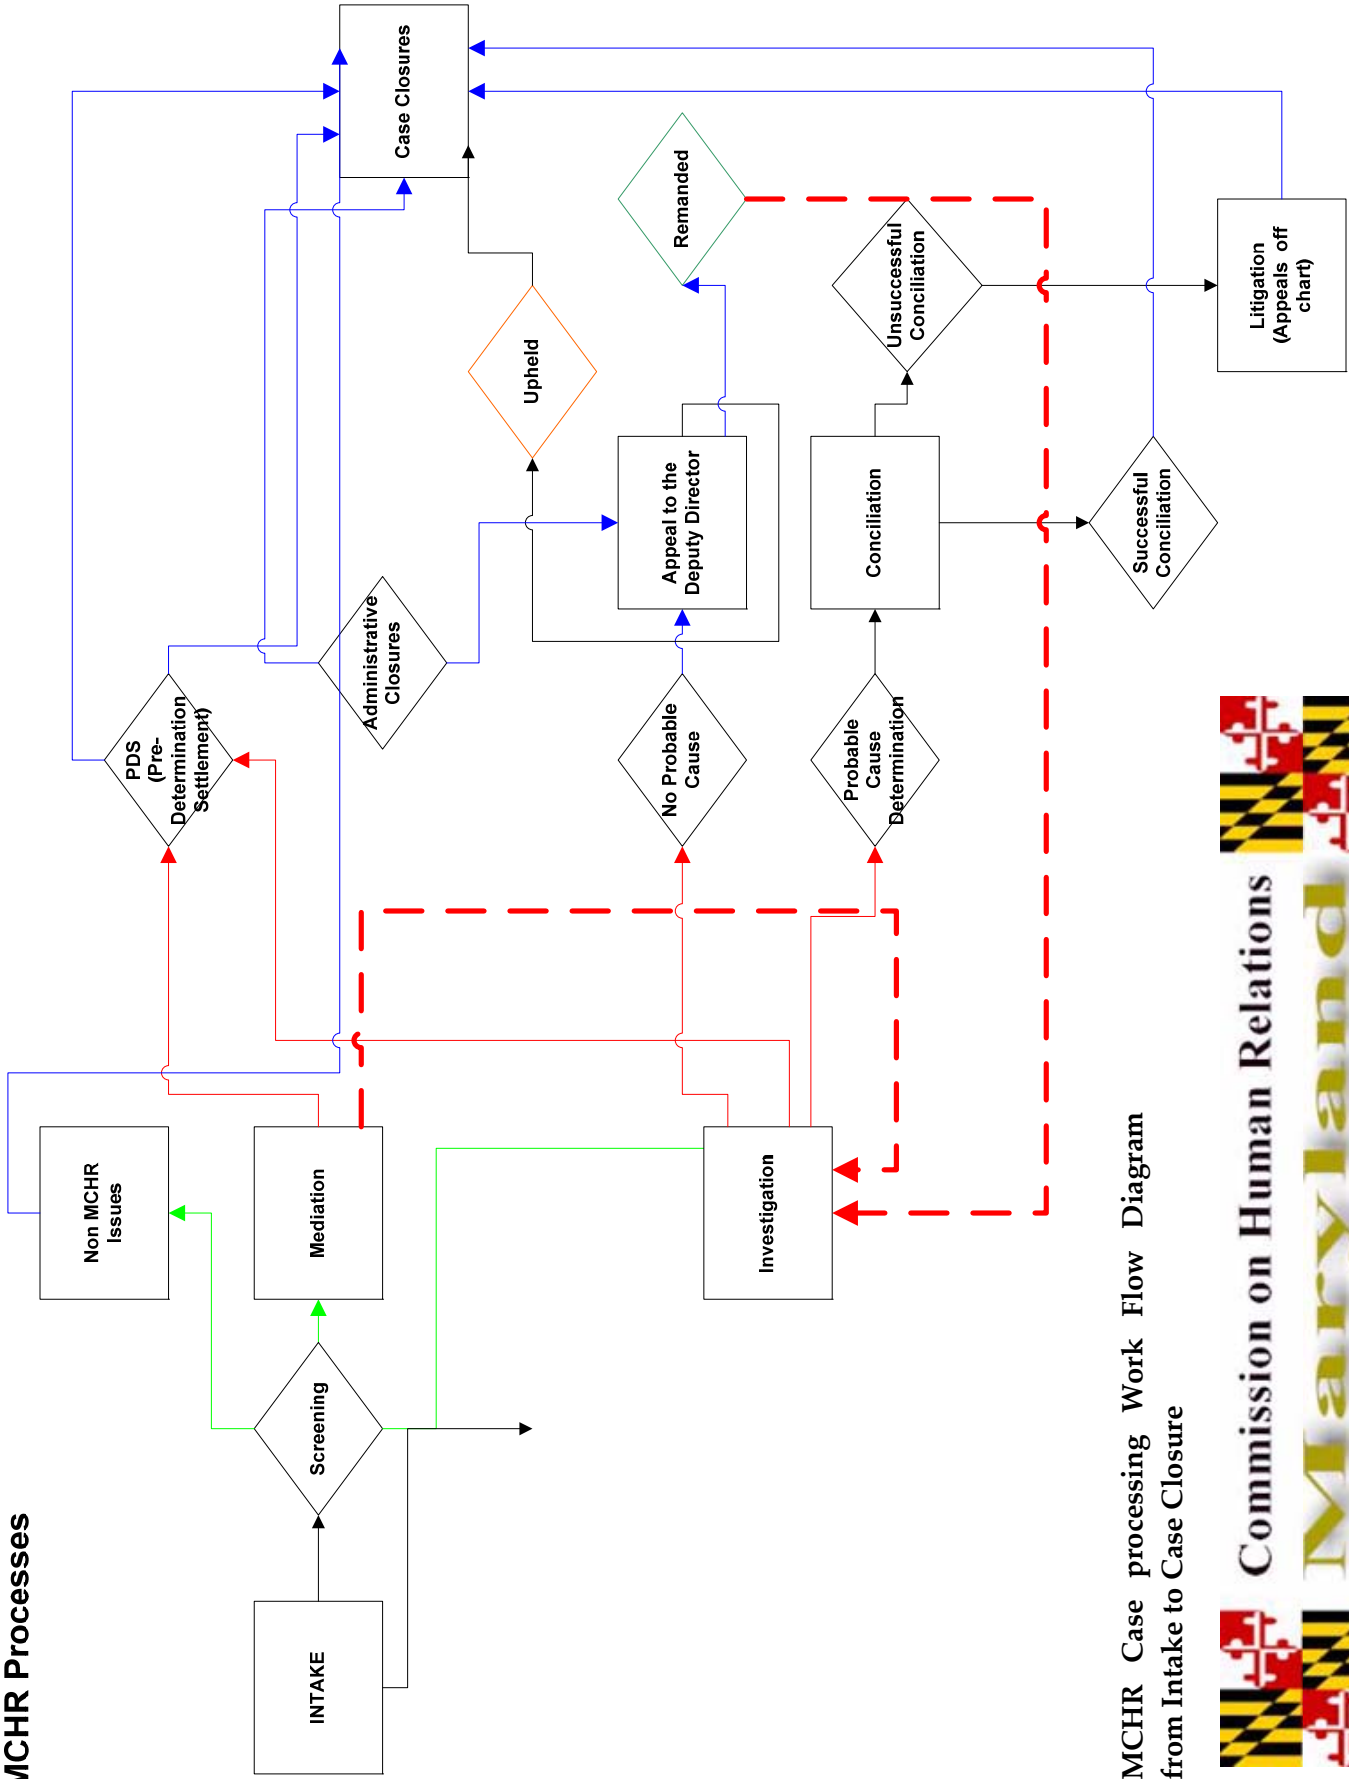 MCHR Processes
INTAKE
Screening
Non MCHR
Issues
Mediation
Investigation
PDS
(Pre-
Determination
Settlement)
Administrative
Closures
No Probable
Cause
Probable
Cause
Determination
Appeal to the
Deputy Director
Conciliation
Successful
Conciliation
Upheld
Remanded
Unsuccessful
Conciliation
Litigation
(Appeals off
chart)
Case Closures
MCHR Case processing Work Flow Diagram
from Intake to Case Closure
Commission on Human Relations
Maryland